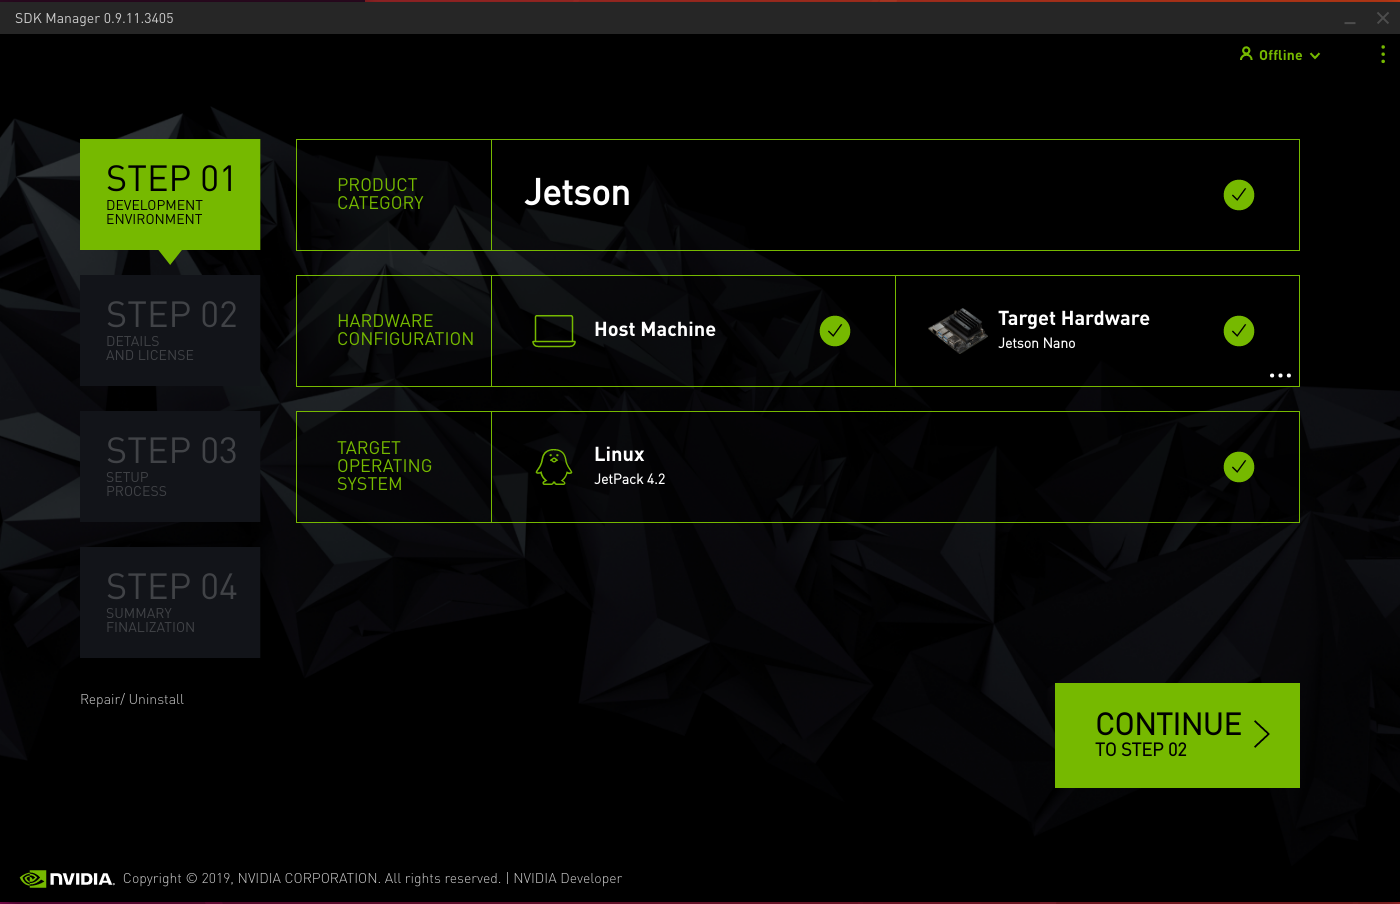 SDK Manager 0.9.11.3405
Offline
STEP 01
DEVELOPMENT
ENVIRONMENT
PRODUCT
CATEGORY
Jetson
STEP 02
DETAILS
AND LICENSE
HARDWARE
CONFIGURATION
Host Machine
Target Hardware
Jetson Nano
STEP 03
SETUP
PROCESS
TARGET
OPERATING
SYSTEM
Linux
JetPack 4.2
STEP 04
SUMMARY
FINALIZATION
Repair/ Uninstall
CONTINUE
TO STEP 02
NVIDIA. Copyright © 2019, NVIDIA CORPORATION. All rights reserved. | NVIDIA Developer